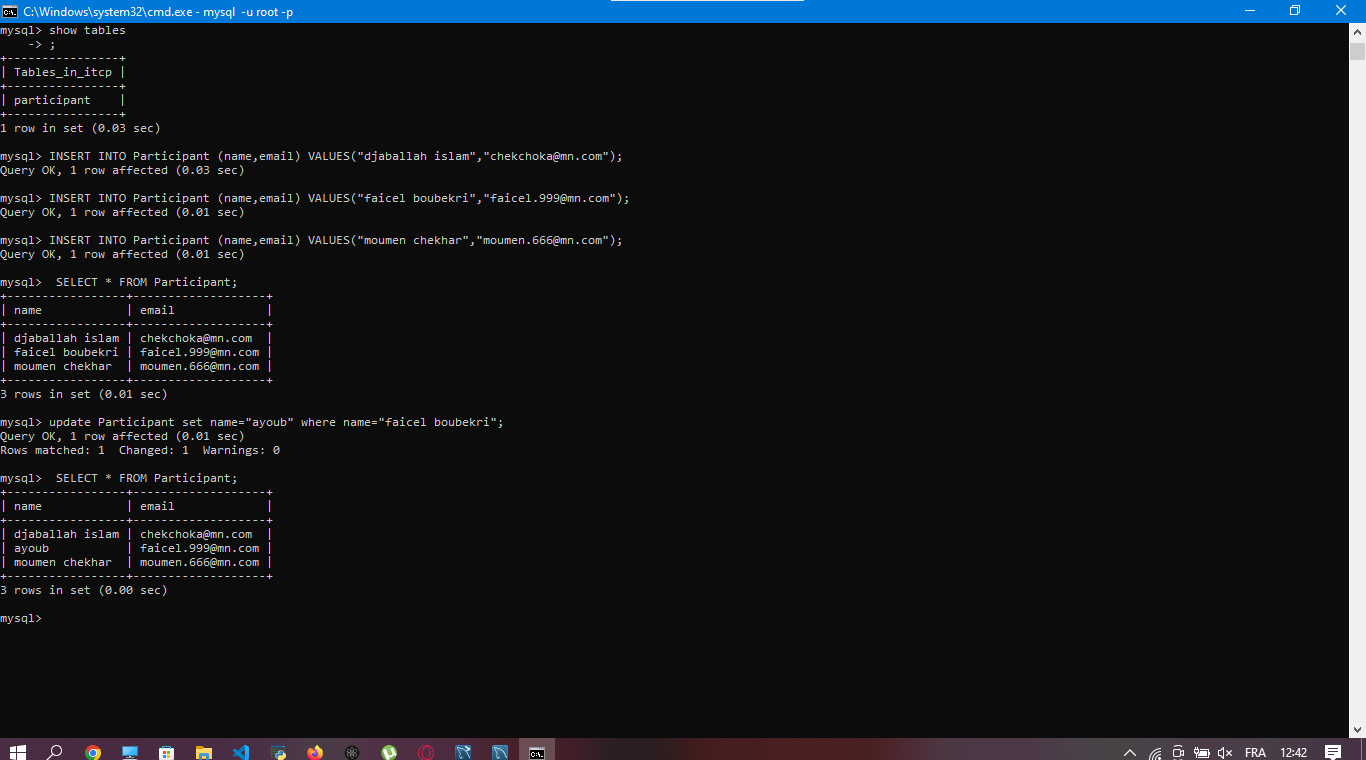 C:\Windows\system32\cmd.exe - mysql  -u root -p
mysql> show tables
    -> ;
+----------------+
| Tables_in_itcp |
+----------------+
| participant    |
+----------------+
1 row in set (0.03 sec)
mysql> INSERT INTO Participant (name,email) VALUES("djaballah islam","chekchoka@mn.com");
Query OK, 1 row affected (0.03 sec)
mysql> INSERT INTO Participant (name,email) VALUES("faicel boubekri","faicel.999@mn.com");
Query OK, 1 row affected (0.01 sec)
mysql> INSERT INTO Participant (name,email) VALUES("moumen chekhar","moumen.666@mn.com");
Query OK, 1 row affected (0.01 sec)
mysql>  SELECT * FROM Participant;
+-----------------+-------------------+
| name            | email             |
+-----------------+-------------------+
| djaballah islam | chekchoka@mn.com  |
| faicel boubekri | faicel.999@mn.com |
| moumen chekhar  | moumen.666@mn.com |
+-----------------+-------------------+
3 rows in set (0.01 sec)
mysql> update Participant set name="ayoub" where name="faicel boubekri";
Query OK, 1 row affected (0.01 sec)
Rows matched: 1  Changed: 1  Warnings: 0
mysql>  SELECT * FROM Participant;
+-----------------+-------------------+
| name            | email             |
+-----------------+-------------------+
| djaballah islam | chekchoka@mn.com  |
| ayoub           | faicel.999@mn.com |
| moumen chekhar  | moumen.666@mn.com |
+-----------------+-------------------+
3 rows in set (0.00 sec)
mysql>
FRA 12:42